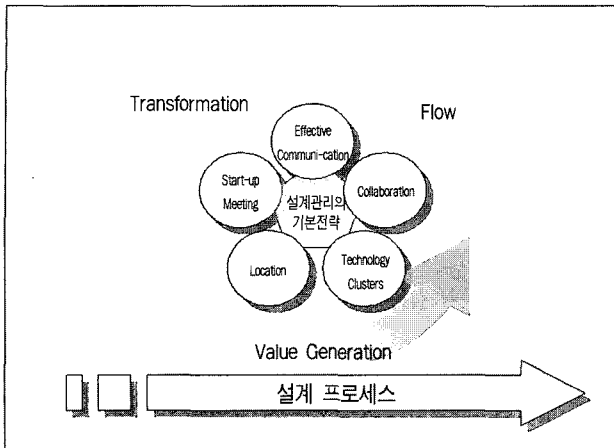 Transformation
Flow
Effective
Communi-cation
Start-up
Meeting
설계관리의
기본전략
Collaboration
Location
Technology
Clusters
Value Generation
설계 프로세스